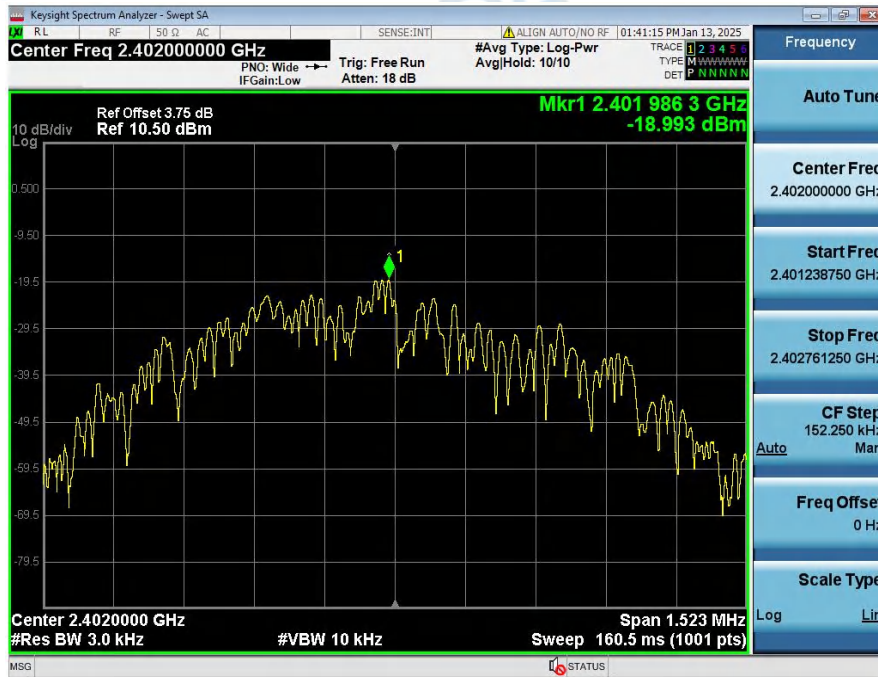 Keysight Spectrum Analyzer - Swept SA
LXI RL RF 50 Ω AC SENSE:INT ALIGN AUTO/NO RF 01:41:15 PM Jan 13, 2025
Center Freq 2.402000000 GHz
PNO: Wide
IFGain:Low
Trig: Free Run
Atten: 18 dB
#Avg Type: Log-Pwr
Avg|Hold: 10/10
TRACE 1 2 3 4 5 6
TYPE M W W W W W
DET P N N N N N
Ref Offset 3.75 dB
10 dB/div Ref 10.50 dBm
Log
Mkr1 2.401 986 3 GHz
-18.993 dBm
1
0.500
-9.50
-19.5
-29.5
-39.5
-49.5
-59.5
-69.5
-79.5
Center 2.4020000 GHz Span 1.523 MHz
#Res BW 3.0 kHz #VBW 10 kHz Sweep 160.5 ms (1001 pts)
MSG STATUS
Frequency
Auto Tune
Center Freq
2.402000000 GHz
Start Freq
2.401238750 GHz
Stop Freq
2.402761250 GHz
CF Step
152.250 kHz
Auto Man
Freq Offset
0 Hz
Scale Type
Log Lin